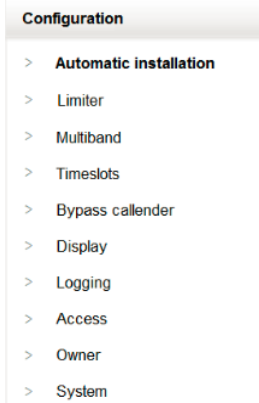 Configuration
> Automatic installation
> Limiter
> Multiband
> Timeslots
> Bypass callender
> Display
> Logging
> Access
> Owner
> System